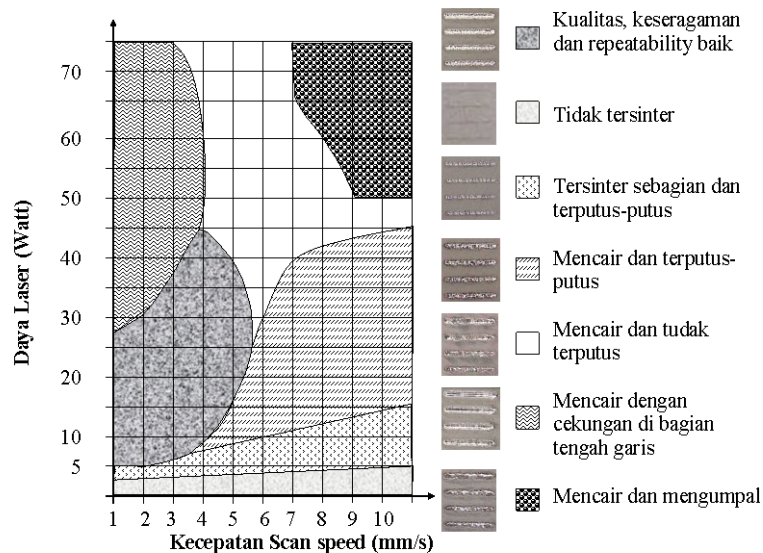 Daya Laser (Watt)
70
60
50
40
30
20
10
5
1 2 3 4 5 6 7 8 9 10
Kecepatan Scan speed (mm/s)
Kualitas, keseragaman
dan repeatability baik
Tidak tersinter
Tersinter sebagian dan
terputus-putus
Mencair dan terputus-
putus
Mencair dan tudak
terputus
Mencair dengan
cekungan di bagian
tengah garis
Mencair dan mengumpal